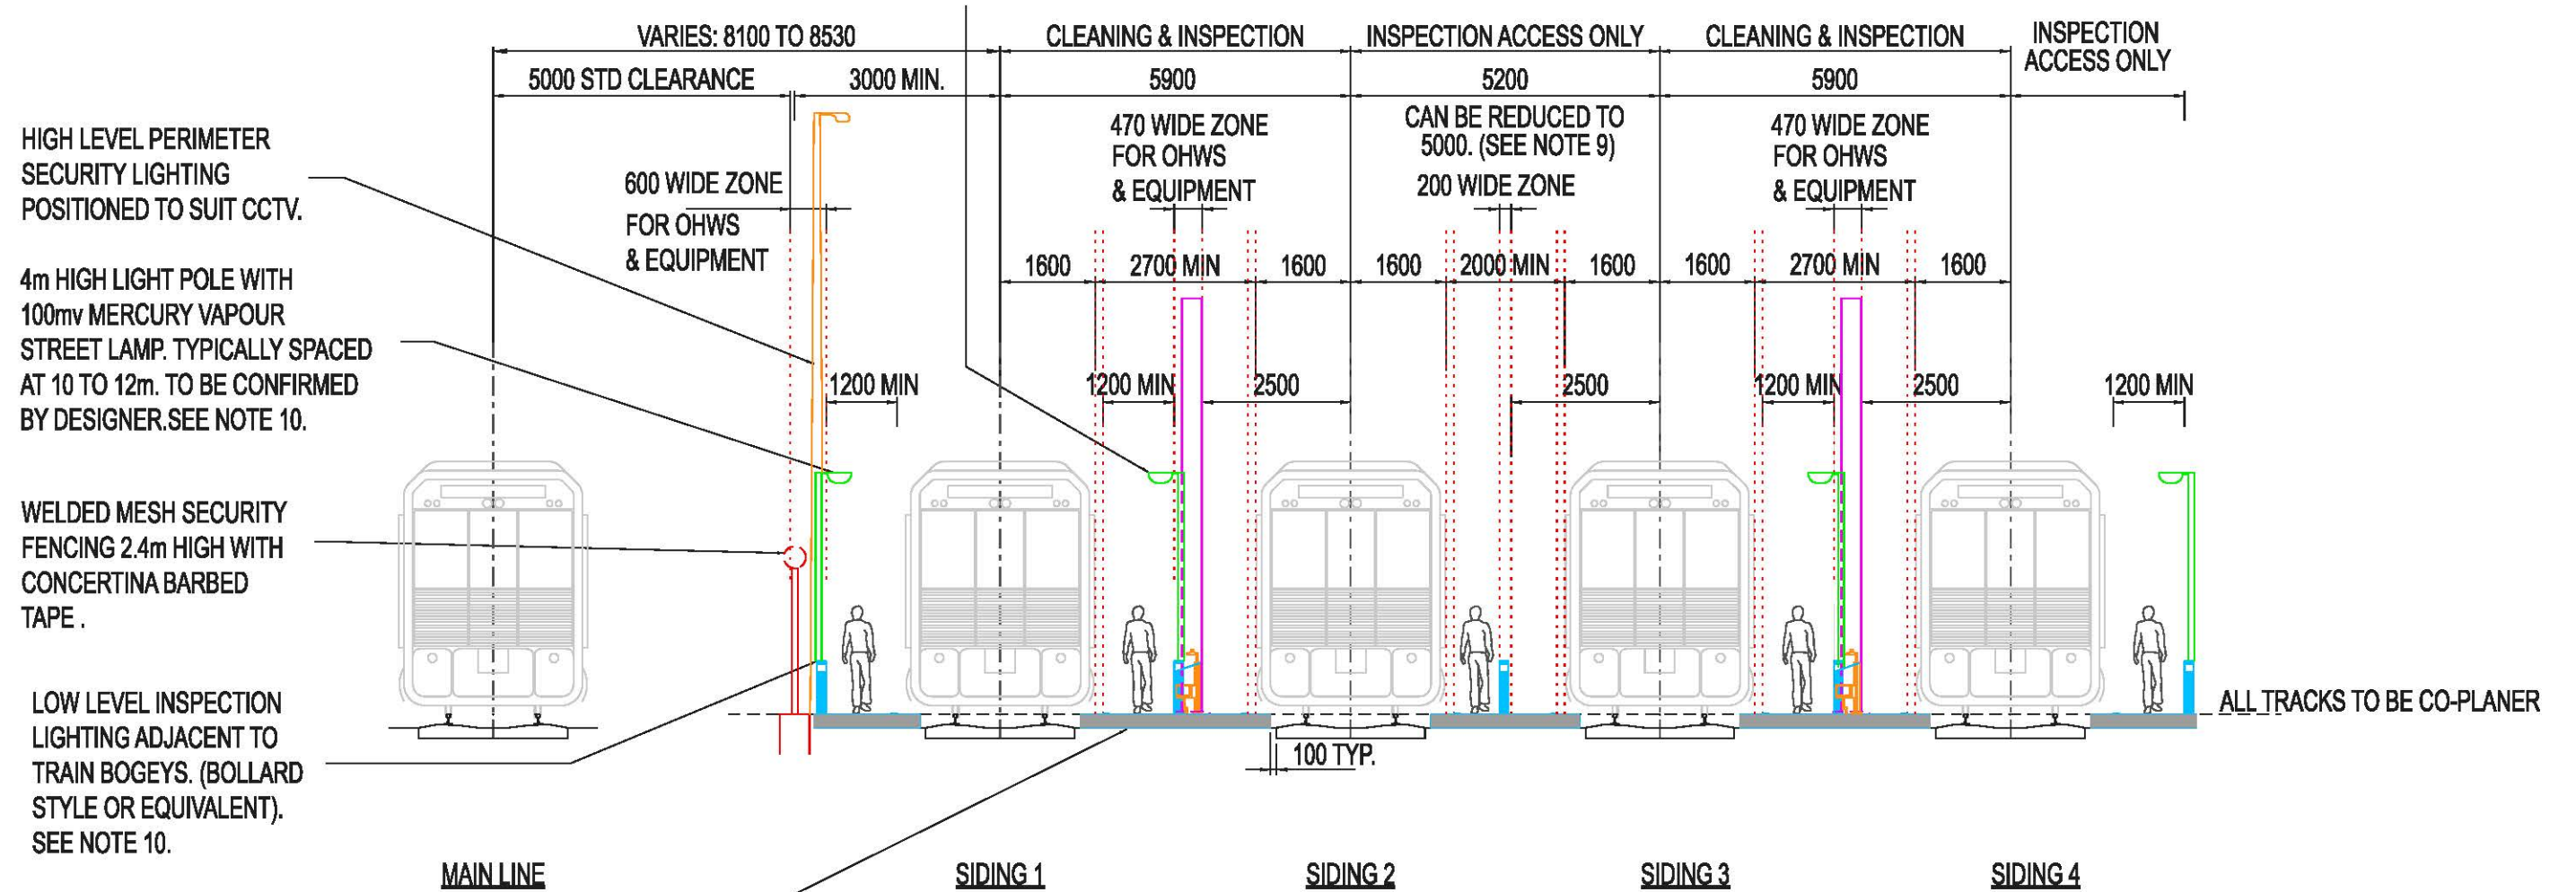 VARIES: 8100 TO 8530
CLEANING & INSPECTION
INSPECTION ACCESS ONLY
CLEANING & INSPECTION
INSPECTION
ACCESS ONLY
5000 STD CLEARANCE
3000 MIN.
5900
5200
5900
CAN BE REDUCED TO
5000. (SEE NOTE 9)
470 WIDE ZONE
FOR OHWS
& EQUIPMENT
200 WIDE ZONE
470 WIDE ZONE
FOR OHWS
& EQUIPMENT
600 WIDE ZONE
FOR OHWS
& EQUIPMENT
HIGH LEVEL PERIMETER
SECURITY LIGHTING
POSITIONED TO SUIT CCTV.
1600
2700 MIN
1600
1600
2000 MIN
1600
1600
2700 MIN
1600
4m HIGH LIGHT POLE WITH
100mv MERCURY VAPOUR
STREET LAMP. TYPICALLY SPACED
AT 10 TO 12m. TO BE CONFIRMED
BY DESIGNER.SEE NOTE 10.
1200 MIN
1200 MIN
2500
2500
1200 MIN
2500
1200 MIN
WELDED MESH SECURITY
FENCING 2.4m HIGH WITH
CONCERTINA BARBED
TAPE .
LOW LEVEL INSPECTION
LIGHTING ADJACENT TO
TRAIN BOGEYS. (BOLLARD
STYLE OR EQUIVALENT).
SEE NOTE 10.
ALL TRACKS TO BE CO-PLANER
100 TYP.
MAIN LINE
SIDING 1
SIDING 2
SIDING 3
SIDING 4